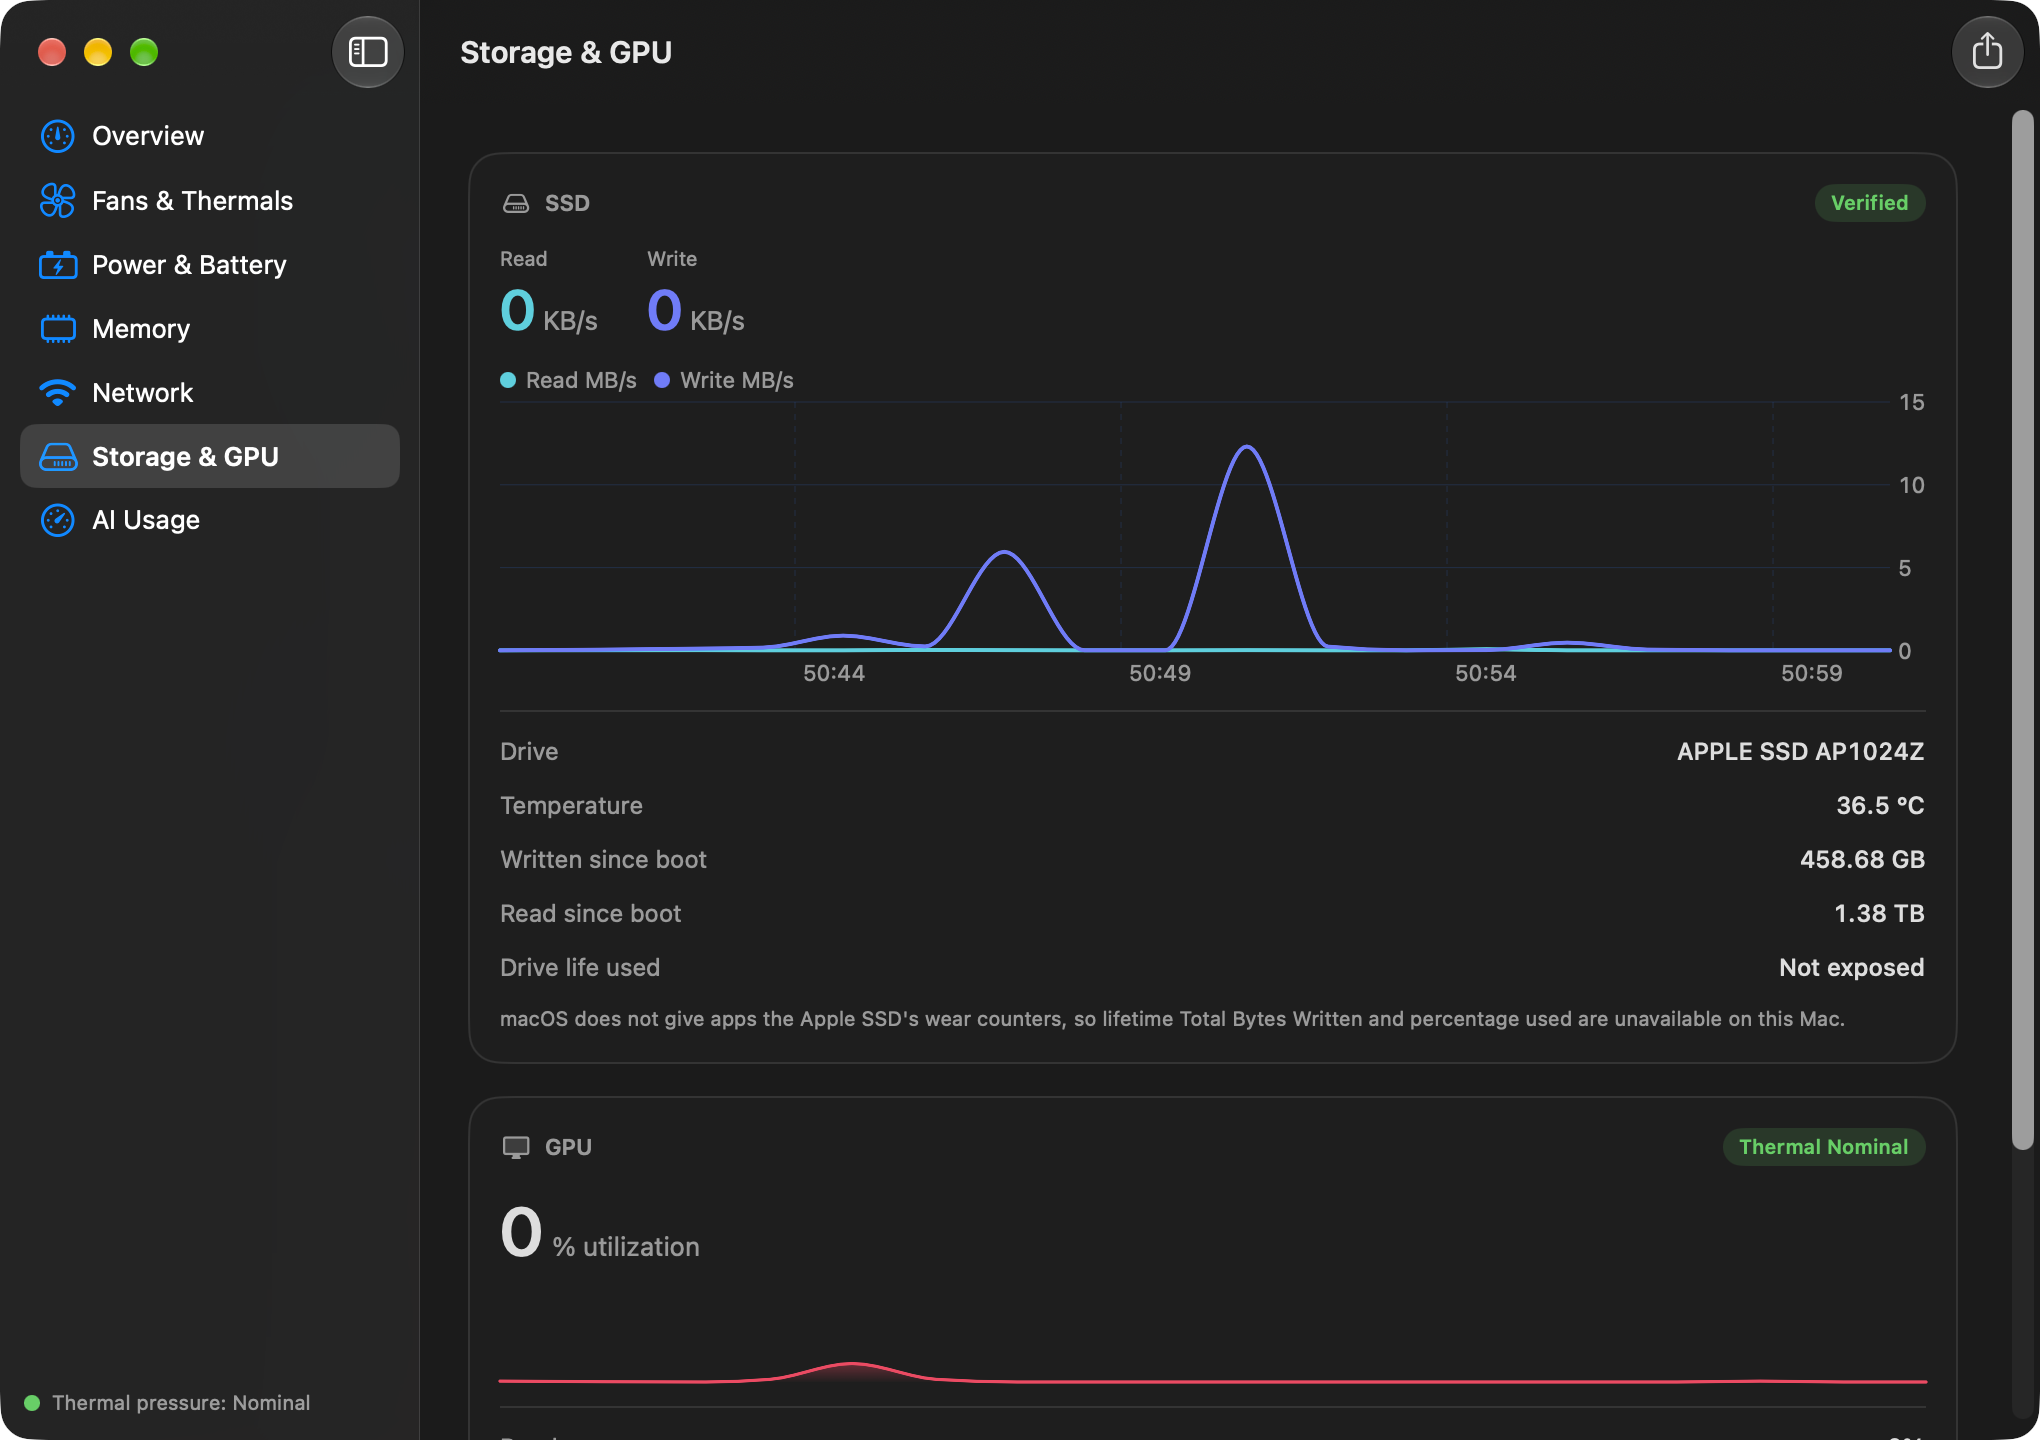 Storage & GPU
Overview
Fans & Thermals
Power & Battery
Memory
Network
Storage & GPU
AI Usage
Thermal pressure: Nominal
SSD
Verified
Read
Write
0 KB/s
0 KB/s
Read MB/s
Write MB/s
15
10
5
0
50:44
50:49
50:54
50:59
Drive
APPLE SSD AP1024Z
Temperature
36.5 °C
Written since boot
458.68 GB
Read since boot
1.38 TB
Drive life used
Not exposed
macOS does not give apps the Apple SSD's wear counters, so lifetime Total Bytes Written and percentage used are unavailable on this Mac.
GPU
Thermal Nominal
0 % utilization